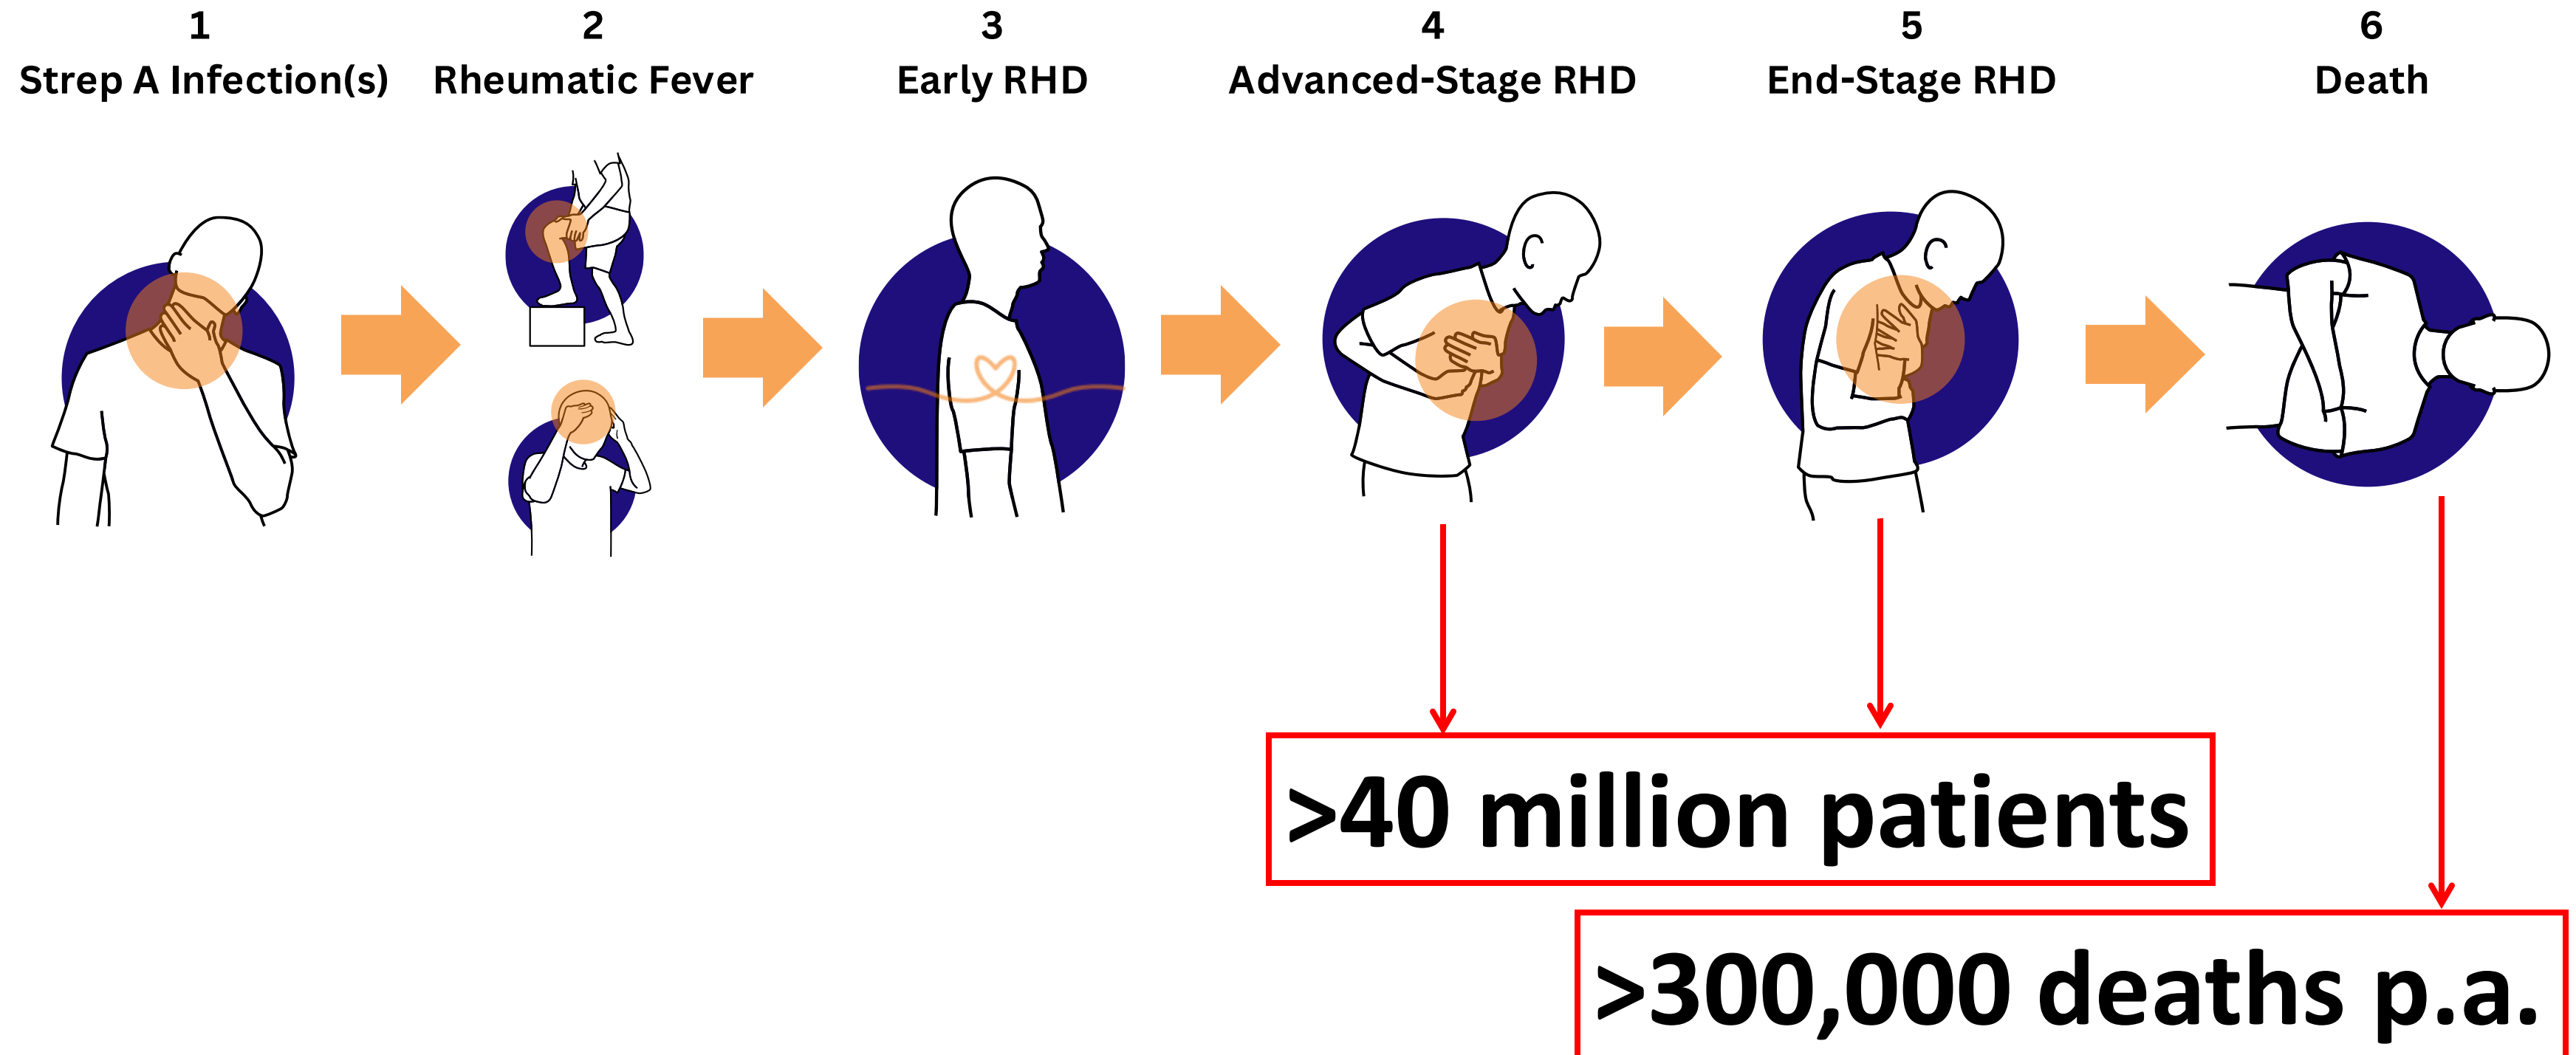 1
Strep A Infection(s)
2
Rheumatic Fever
3
Early RHD
4
Advanced-Stage RHD
5
End-Stage RHD
6
Death
>40 million patients
>300,000 deaths p.a.